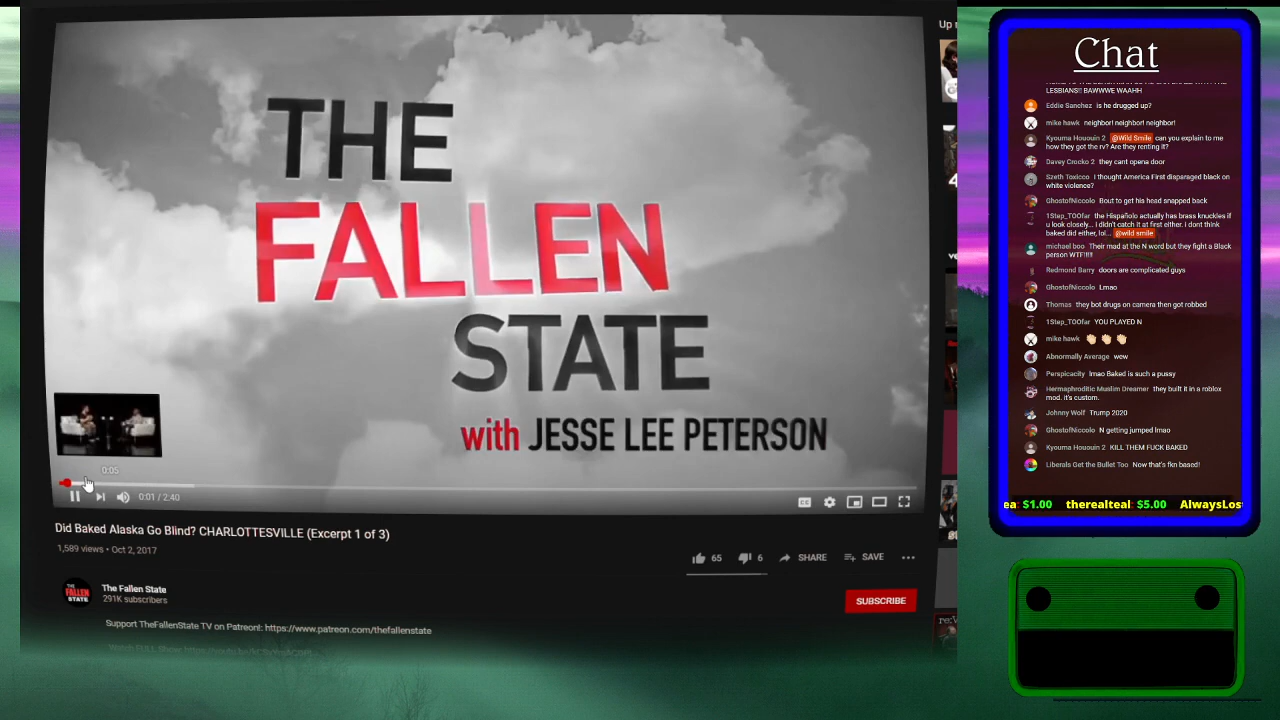 THE
FALLEN
STATE
with JESSE LEE PETERSON
0:05
0:01 / 2:40
Did Baked Alaska Go Blind? CHARLOTTESVILLE (Excerpt 1 of 3)
1,589 views • Oct 2, 2017
65
6
SHARE
SAVE
THE
FALLEN
STATE
The Fallen State
291K subscribers
SUBSCRIBE
Support TheFallenState TV on Patreon!: https://www.patreon.com/thefallenstate
Watch FULL Show
Up
Chat
LESBIANS!! BAWWWE WAAHH
Eddie Sanchez is he drugged up?
mike hawk neighbor! neighbor! neighbor!
Kyouma Hououin 2 @Wild Smile can you explain to me
how they got the rv? Are they renting it?
Davey Crocko 2 they cant opena door
Szeth Toxicco I thought America First disparaged black on
white violence?
GhostofNiccolo Bout to get his head snapped back
1Step_TOOfar the Hispañolo actually has brass knuckles if
u look closely... i didn't catch it at first either. i dont think
baked did either, lol... @wild smile
michael boo Their mad at the N word but they fight a Black
person WTF!!!!!
Redmond Barry doors are complicated guys
GhostofNiccolo Lmao
Thomas they bot drugs on camera then got robbed
1Step_TOOfar YOU PLAYED N
mike hawk 👏🏻 👏🏻 👏🏻
Abnormally Average wew
Perspicacity lmao Baked is such a pussy
Hermaphroditic Muslim Dreamer they built it in a roblox
mod. it's custom.
Johnny Wolf Trump 2020
GhostofNiccolo N getting jumped lmao
Kyouma Hououin 2 KILL THEM FUCK BAKED
Liberals Get the Bullet Too Now that's fkn based!
ea $1.00 therealteal $5.00 AlwaysLos